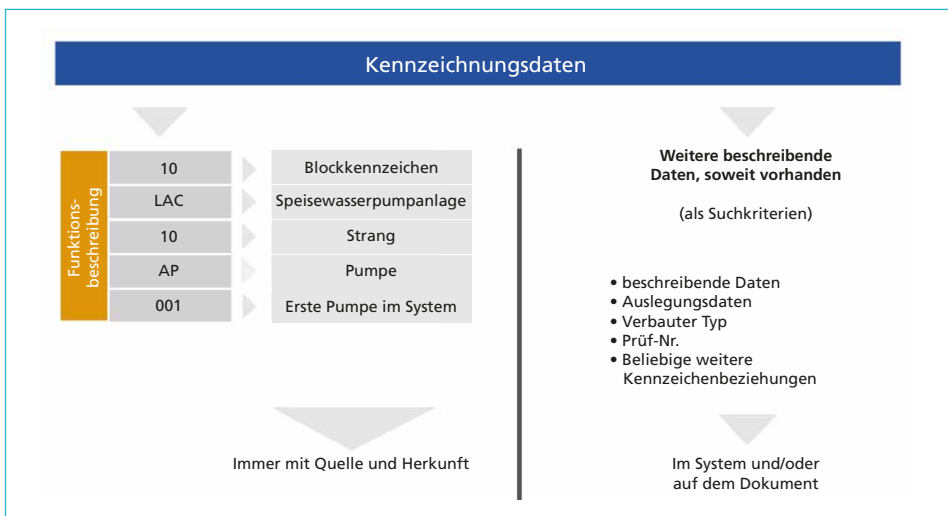 Kennzeichnungsdaten
Funktions-
beschreibung
10
Blockkennzeichen
LAC
Speisewasserpumpanlage
10
Strang
AP
Pumpe
001
Erste Pumpe im System
Immer mit Quelle und Herkunft
Weitere beschreibende
Daten, soweit vorhanden
(als Suchkriterien)
• beschreibende Daten
• Auslegungsdaten
• Verbauter Typ
• Prüf-Nr.
• Beliebige weitere
Kennzeichenbeziehungen
Im System und/oder
auf dem Dokument